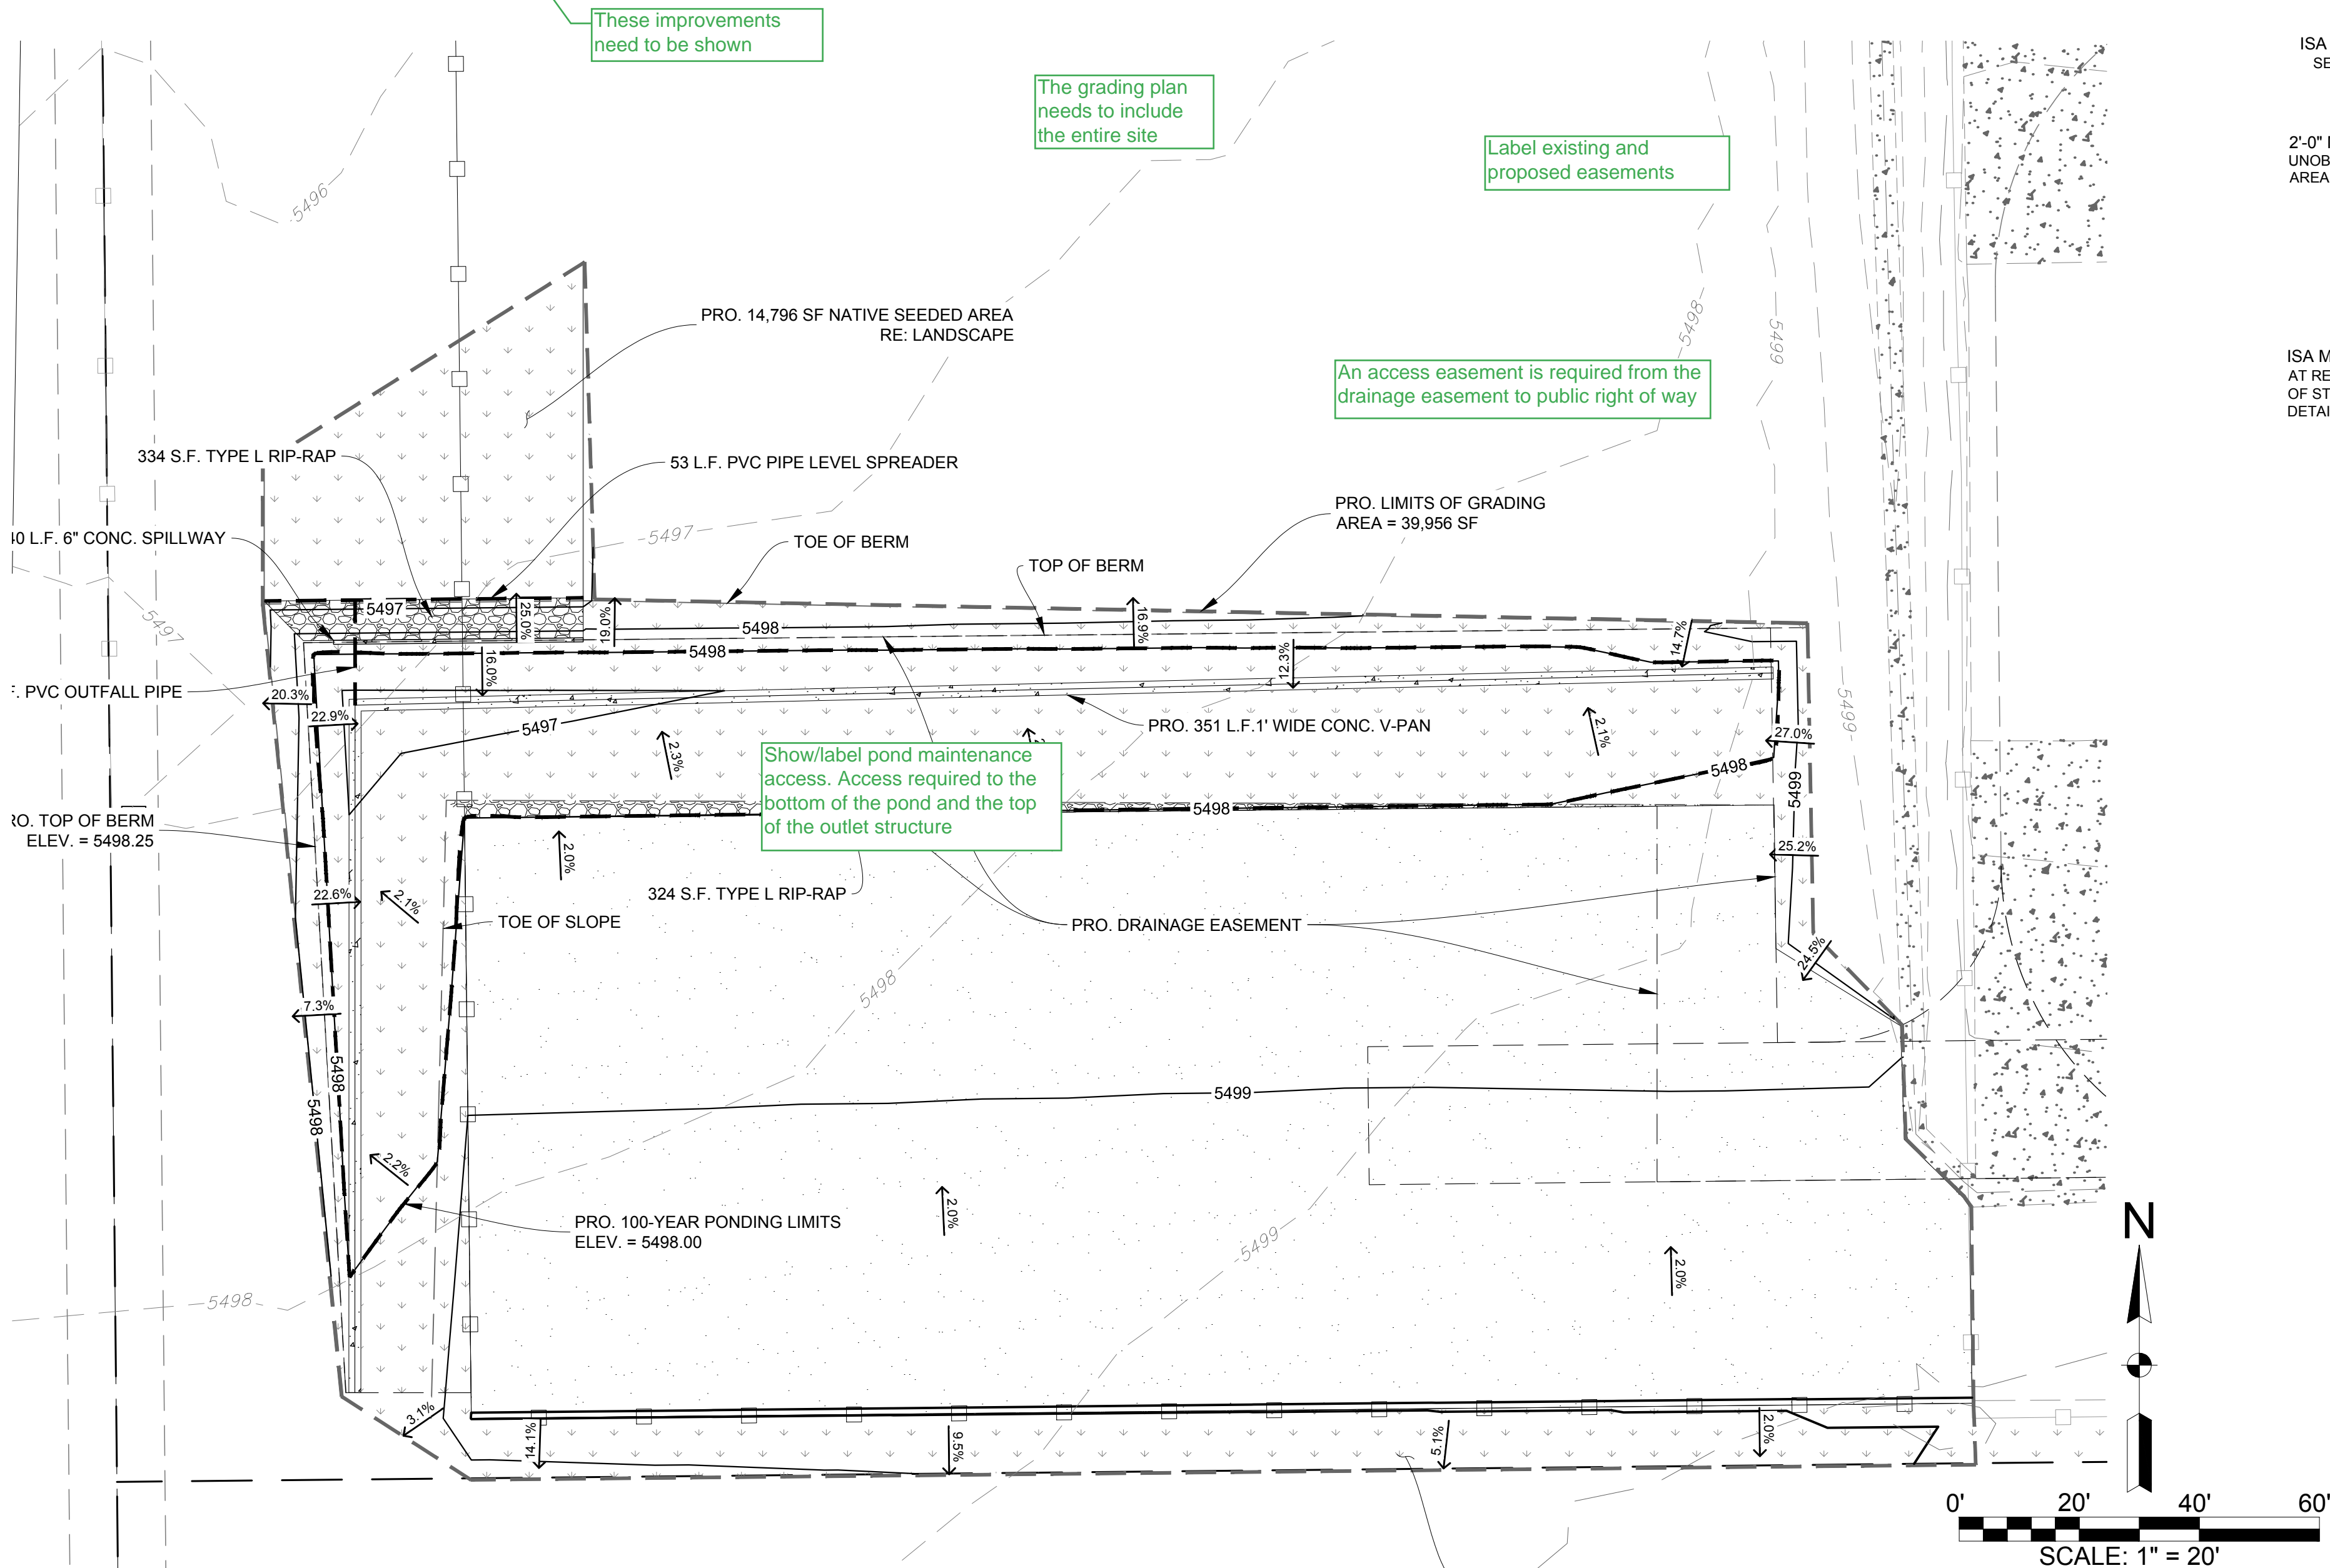 These improvements
need to be shown
The grading plan
needs to include
the entire site
Label existing and
proposed easements
ISA
SE
2'-0"
UNOB
AREA
5496
PRO. 14,796 SF NATIVE SEEDED AREA
RE: LANDSCAPE
5498
5499
An access easement is required from the
drainage easement to public right of way
ISA M
AT RE
OF ST
DETAI
334 S.F. TYPE L RIP-RAP
53 L.F. PVC PIPE LEVEL SPREADER
PRO. LIMITS OF GRADING
AREA = 39,956 SF
40 L.F. 6" CONC. SPILLWAY
5497
TOE OF BERM
TOP OF BERM
5497
5497
25.0%
19.0%
5498
16.9%
14.7%
5498
16.0%
12.3%
F. PVC OUTFALL PIPE
20.3%
22.9%
5497
PRO. 351 L.F.1' WIDE CONC. V-PAN
2.1%
27.0%
5499
2.3%
Show/label pond maintenance
access. Access required to the
bottom of the pond and the top
of the outlet structure
5498
5499
5498
RO. TOP OF BERM
ELEV. = 5498.25
2.0%
25.2%
22.6%
2.1%
324 S.F. TYPE L RIP-RAP
TOE OF SLOPE
PRO. DRAINAGE EASEMENT
24.5%
5498
7.3%
5498
5498
5499
2.2%
2.0%
PRO. 100-YEAR PONDING LIMITS
ELEV. = 5498.00
5499
2.0%
N
5498
3.1%
14.1%
9.5%
5.1%
2.0%
0' 20' 40' 60'
SCALE: 1" = 20'